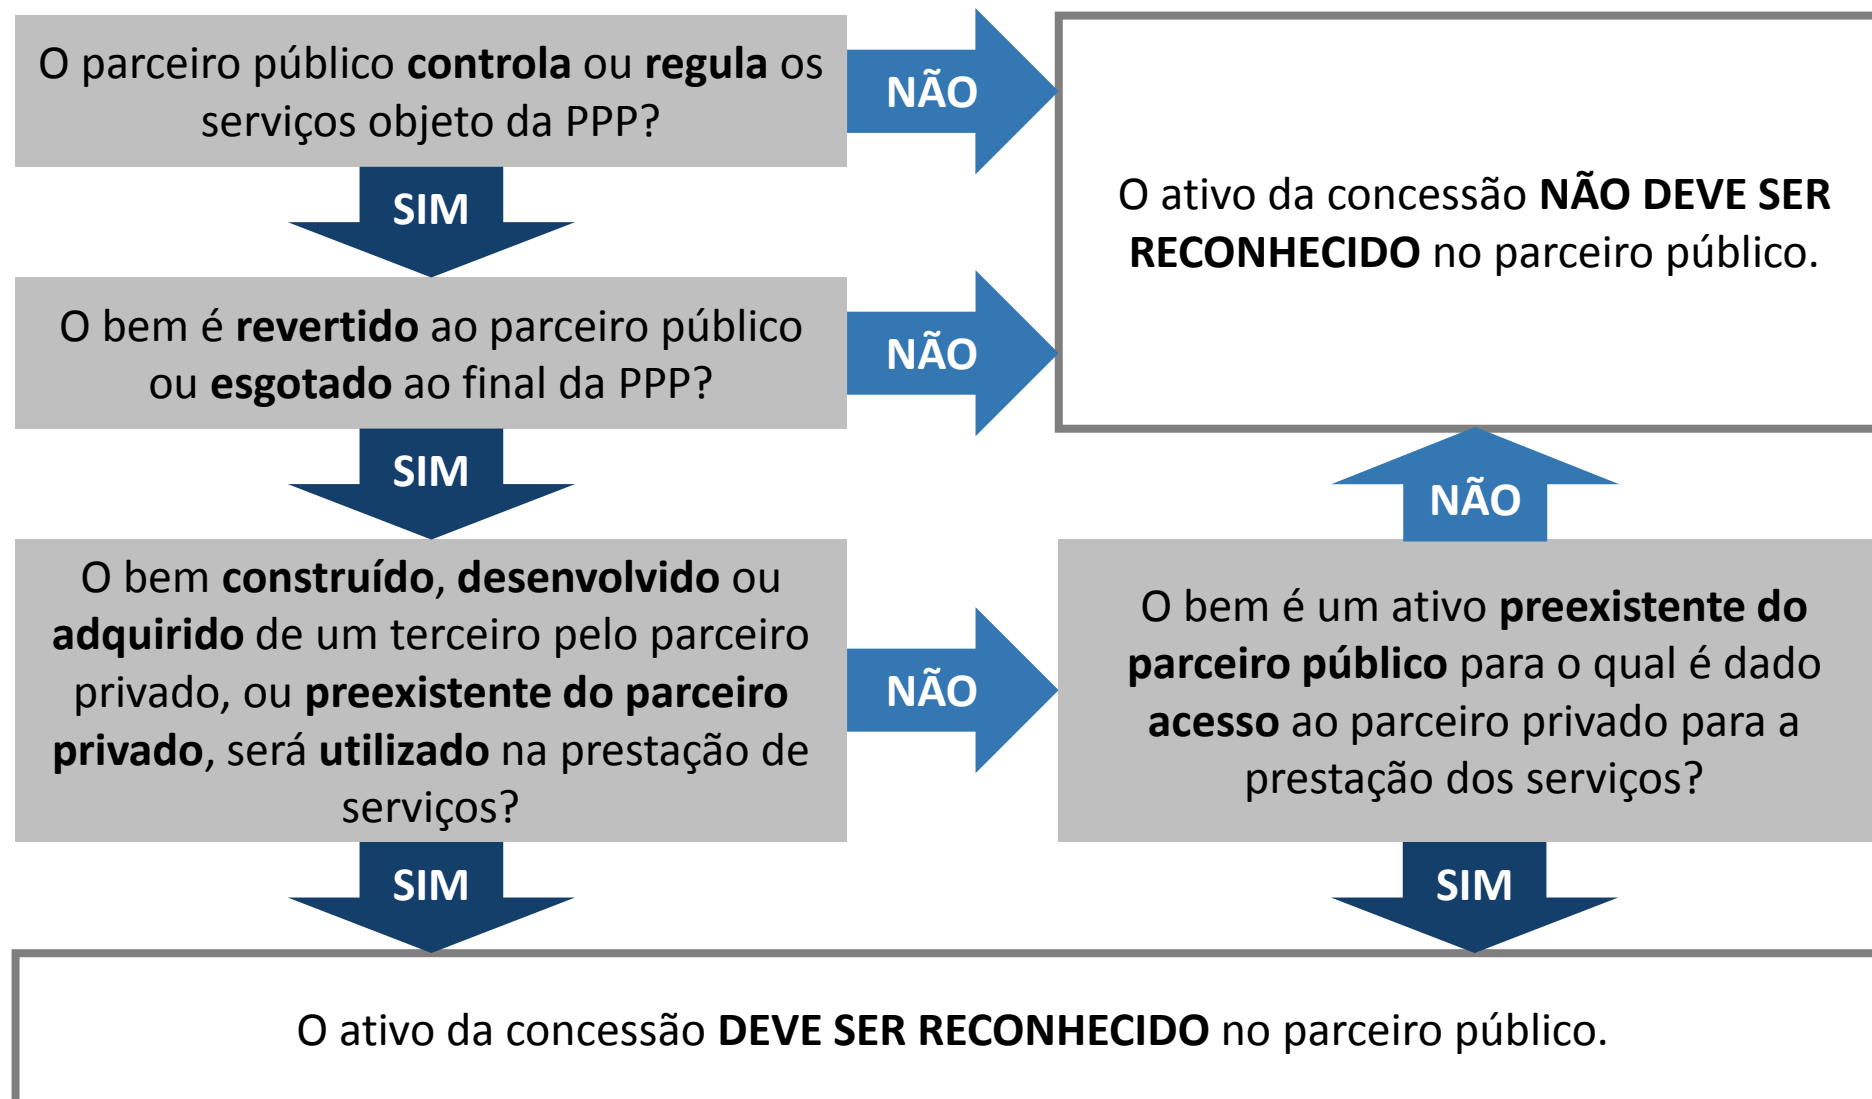 O parceiro público controla ou regula os
serviços objeto da PPP?
NÃO
O ativo da concessão NÃO DEVE SER
RECONHECIDO no parceiro público.
SIM
O bem é revertido ao parceiro público
ou esgotado ao final da PPP?
NÃO
SIM
NÃO
O bem construído, desenvolvido ou
adquirido de um terceiro pelo parceiro
privado, ou preexistente do parceiro
privado, será utilizado na prestação de
serviços?
NÃO
O bem é um ativo preexistente do
parceiro público para o qual é dado
acesso ao parceiro privado para a
prestação dos serviços?
SIM
SIM
O ativo da concessão DEVE SER RECONHECIDO no parceiro público.